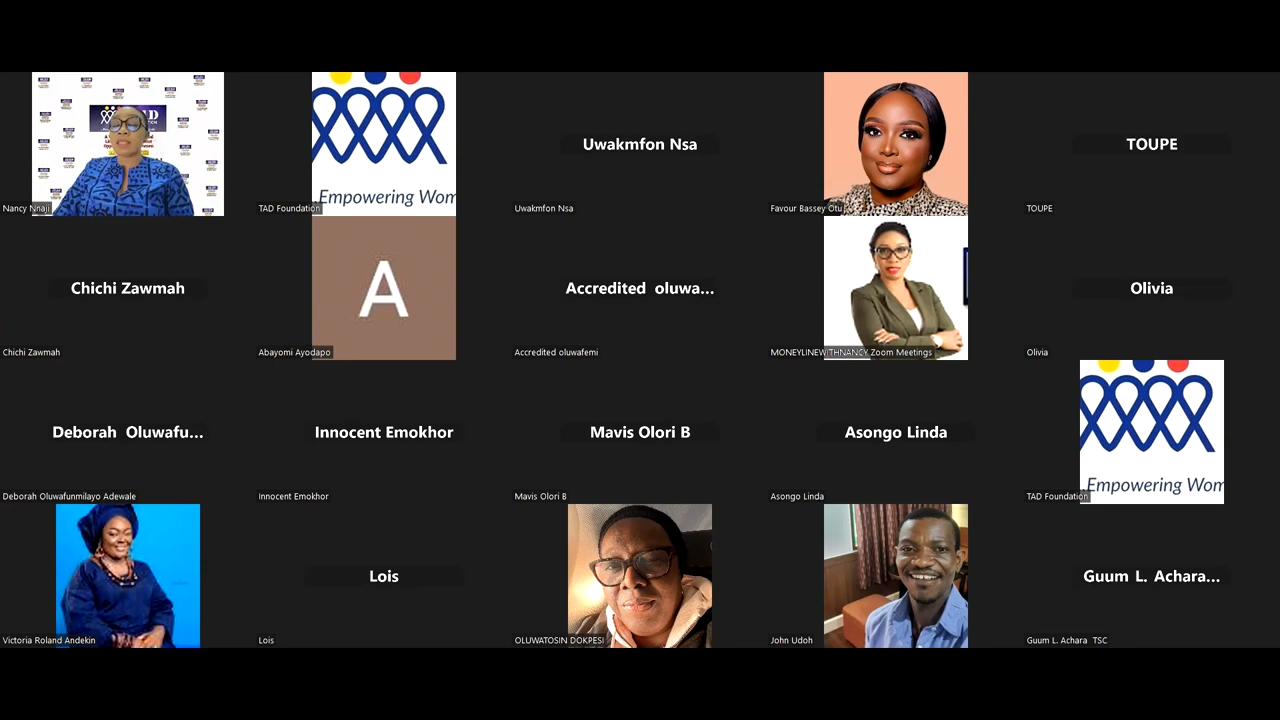 Nancy Nnaji
.Empowering Wom
TAD Foundation
Uwakmfon Nsa
Uwakmfon Nsa
Favour Bassey Otu
TOUPE
TOUPE
Chichi Zawmah
Chichi Zawmah
A
Abayomi Ayodapo
Accredited oluwa...
Accredited oluwafemi
MONEYLINEWITHNANCY Zoom Meetings
Olivia
Olivia
Deborah Oluwafu...
Deborah Oluwafunmilayo Adewale
Innocent Emokhor
Innocent Emokhor
Mavis Olori B
Mavis Olori B
Asongo Linda
Asongo Linda
.Empowering Wom
TAD Foundation
Victoria Roland Andekin
Lois
Lois
OLUWATOSIN DOKPESI
John Udoh
Guum L. Achara...
Guum L. Achara TSC